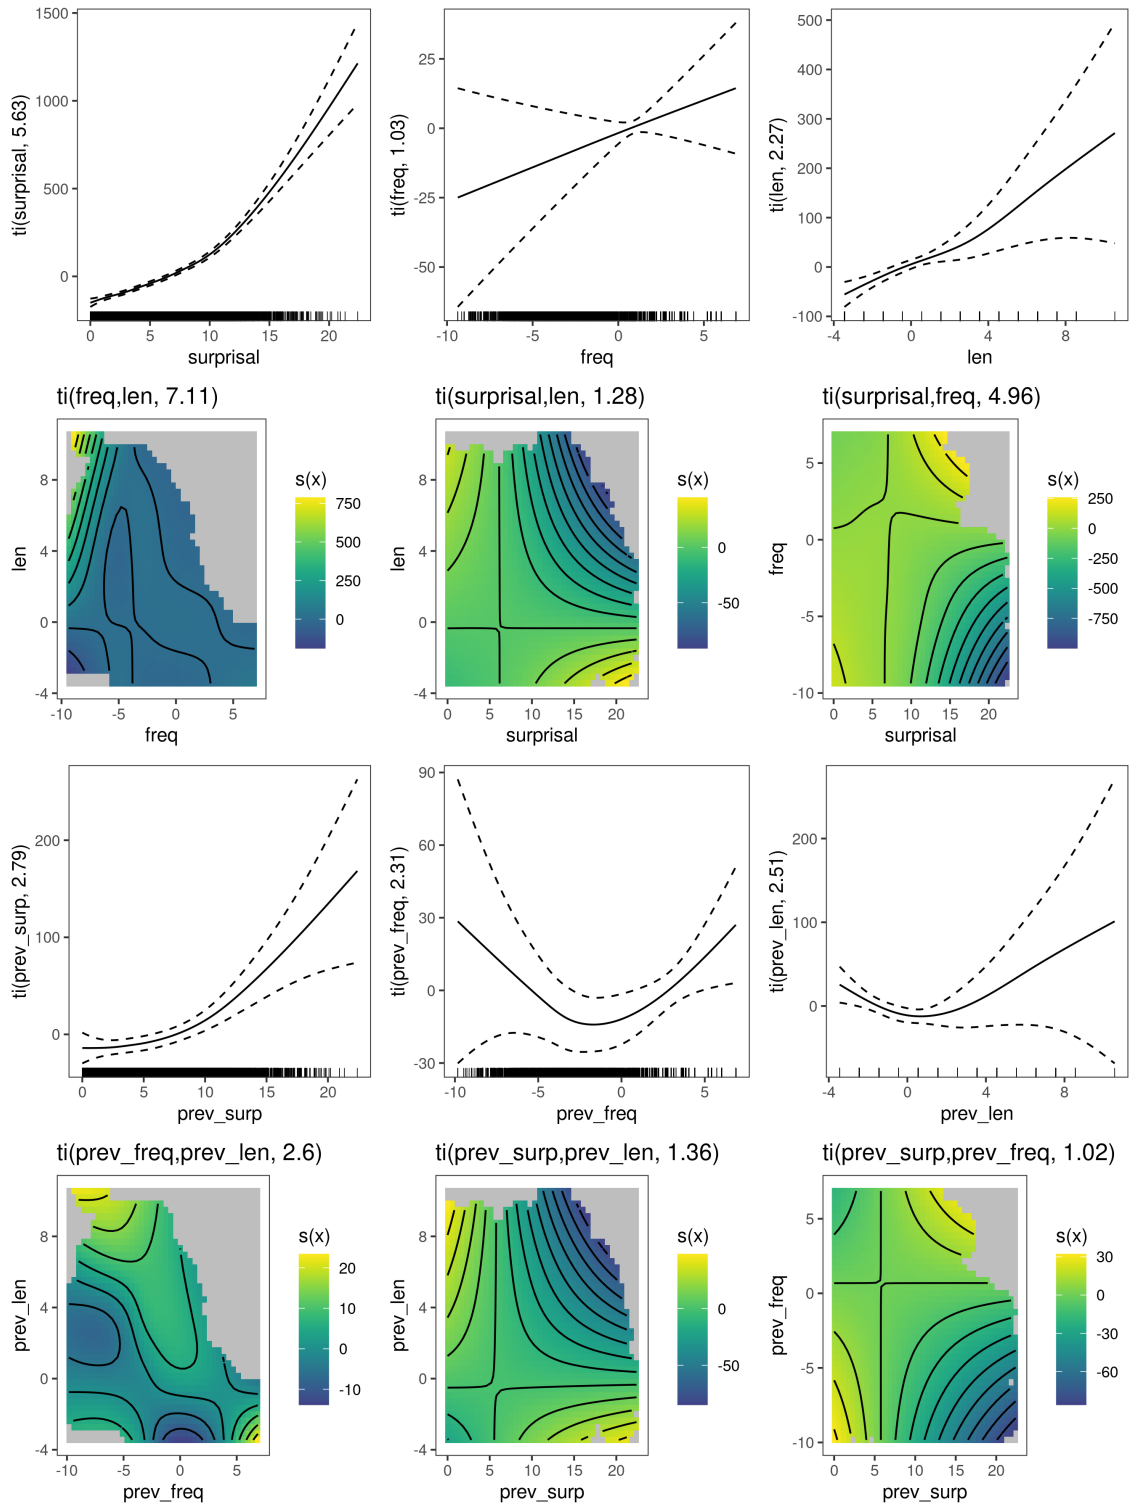 ti(surprisal, 5.63)
1500
1000
500
0
0 5 10 15 20
surprisal
ti(freq, 1.03)
25
0
-25
-50
-10 -5 0 5
freq
ti(len, 2.27)
500
400
300
200
100
0
-100
-4 0 4 8
len
ti(freq,len, 7.11)
len
8
4
0
-4
-10 -5 0 5
freq
s(x)
750
500
250
0
ti(surprisal,len, 1.28)
len
8
4
0
-4
0 5 10 15 20
surprisal
s(x)
0
-50
ti(surprisal,freq, 4.96)
freq
5
0
-5
-10
0 5 10 15 20
surprisal
s(x)
250
0
-250
-500
-750
ti(prev_surp, 2.79)
200
100
0
0 5 10 15 20
prev_surp
ti(prev_freq, 2.31)
90
60
30
0
-30
-10 -5 0 5
prev_freq
ti(prev_len, 2.51)
200
100
0
-4 0 4 8
prev_len
ti(prev_freq,prev_len, 2.6)
prev_len
8
4
0
-4
-10 -5 0 5
prev_freq
s(x)
20
10
0
-10
ti(prev_surp,prev_len, 1.36)
prev_len
8
4
0
-4
0 5 10 15 20
prev_surp
s(x)
0
-50
ti(prev_surp,prev_freq, 1.02)
prev_freq
5
0
-5
-10
0 5 10 15 20
prev_surp
s(x)
30
0
-30
-60